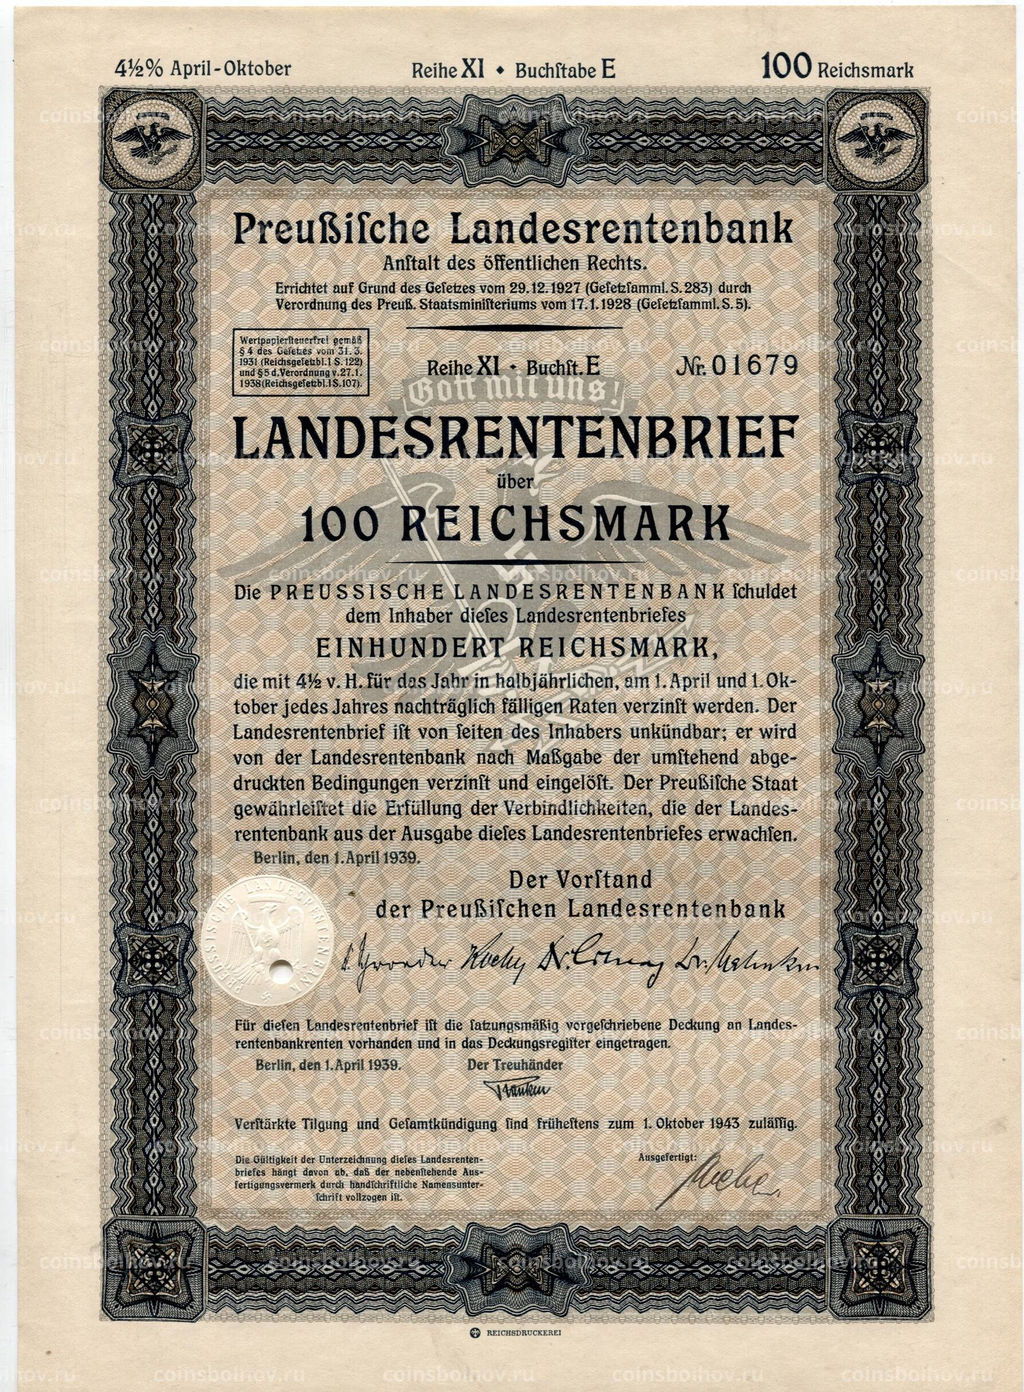 4½% April-Oktober
Reihe XI ⬥ Buchſtabe E
100 Reichsmark
Preußiſche Landesrentenbank
Anſtalt des öffentlichen Rechts.
Errichtet auf Grund des Geſetzes vom 29.12.1927 (Geſetzſamml. S. 283) durch
Verordnung des Preuß. Staatsminiſteriums vom 17.1.1928 (Geſetzſamml. S. 5).
Wertpapierſteuerfrei gemäß
§ 4 des Geſetzes vom 31. 3.
1931 (Reichsgeſetzbl. I S. 122)
und § 5 d. Verordnung v. 27.1.
1938 (Reichsgeſetzbl. I S. 107).
Reihe XI ⬥ Buchſt. E
Nr. 01679
Gott mit uns!
LANDESRENTENBRIEF
über
100 REICHSMARK
Die PREUSSISCHE LANDESRENTENBANK ſchuldet
dem Inhaber dieſes Landesrentenbriefes
EINHUNDERT REICHSMARK,
die mit 4½ v. H. für das Jahr in halbjährlichen, am 1. April und 1. Ok-
tober jedes Jahres nachträglich fälligen Raten verzinſt werden. Der
Landesrentenbrief iſt von ſeiten des Inhabers unkündbar; er wird
von der Landesrentenbank nach Maßgabe der umſtehend abge-
druckten Bedingungen verzinſt und eingelöſt. Der Preußiſche Staat
gewährleiſtet die Erfüllung der Verbindlichkeiten, die der Landes-
rentenbank aus der Ausgabe dieſes Landesrentenbriefes erwachſen.
Berlin, den 1. April 1939.
Der Vorſtand
der Preußiſchen Landesrentenbank
PREUSSISCHE LANDESRENTENBANK
Für dieſen Landesrentenbrief iſt die ſatzungsmäßig vorgeſchriebene Deckung an Landes-
rentenbankrenten vorhanden und in das Deckungsregiſter eingetragen.
Berlin, den 1. April 1939.
Der Treuhänder
Verſtärkte Tilgung und Geſamtkündigung ſind früheſtens zum 1. Oktober 1943 zuläſſig.
Die Gültigkeit der Unterzeichnung dieſes Landesrenten-
briefes hängt davon ab, daß der nebenſtehende Aus-
fertigungsvermerk durch handſchriftliche Namensunter-
ſchrift vollzogen iſt.
Ausgefertigt:
REICHSDRUCKEREI
coinsbolhov.ru